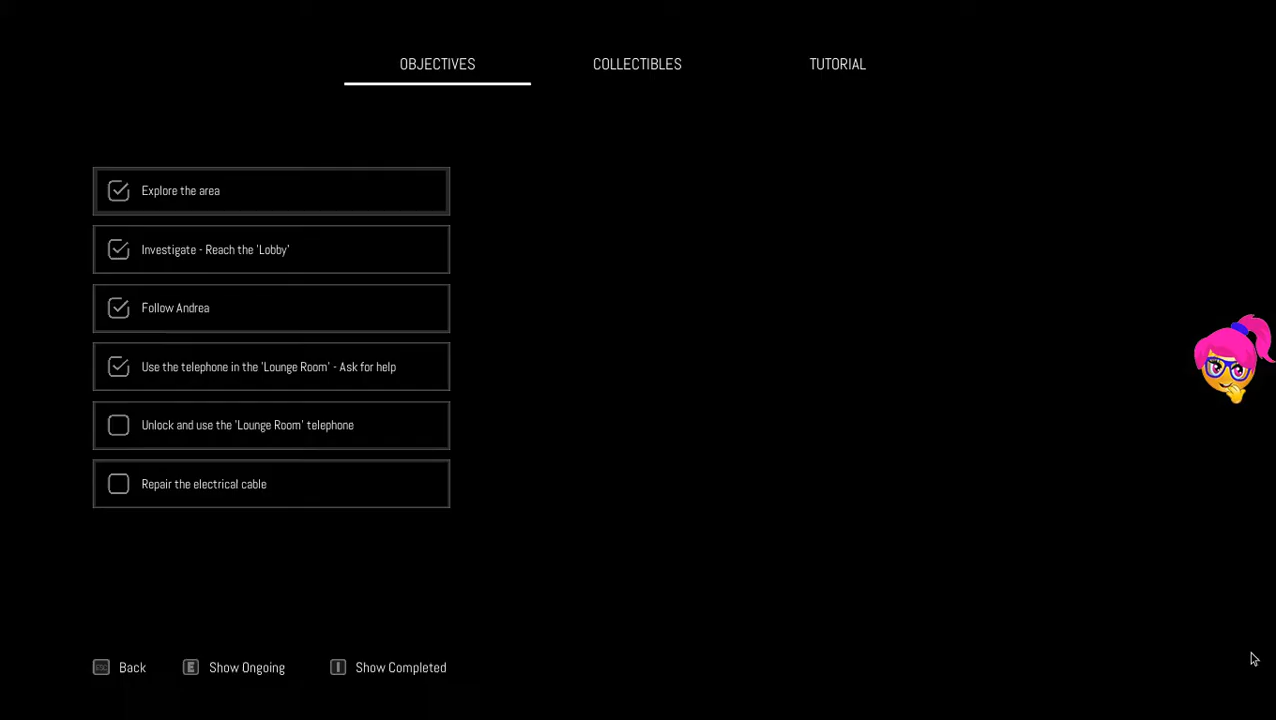 OBJECTIVES
COLLECTIBLES
TUTORIAL
Explore the area
Investigate - Reach the 'Lobby'
Follow Andrea
Use the telephone in the 'Lounge Room' - Ask for help
Unlock and use the 'Lounge Room' telephone
Repair the electrical cable
ESC Back
E Show Ongoing
I Show Completed